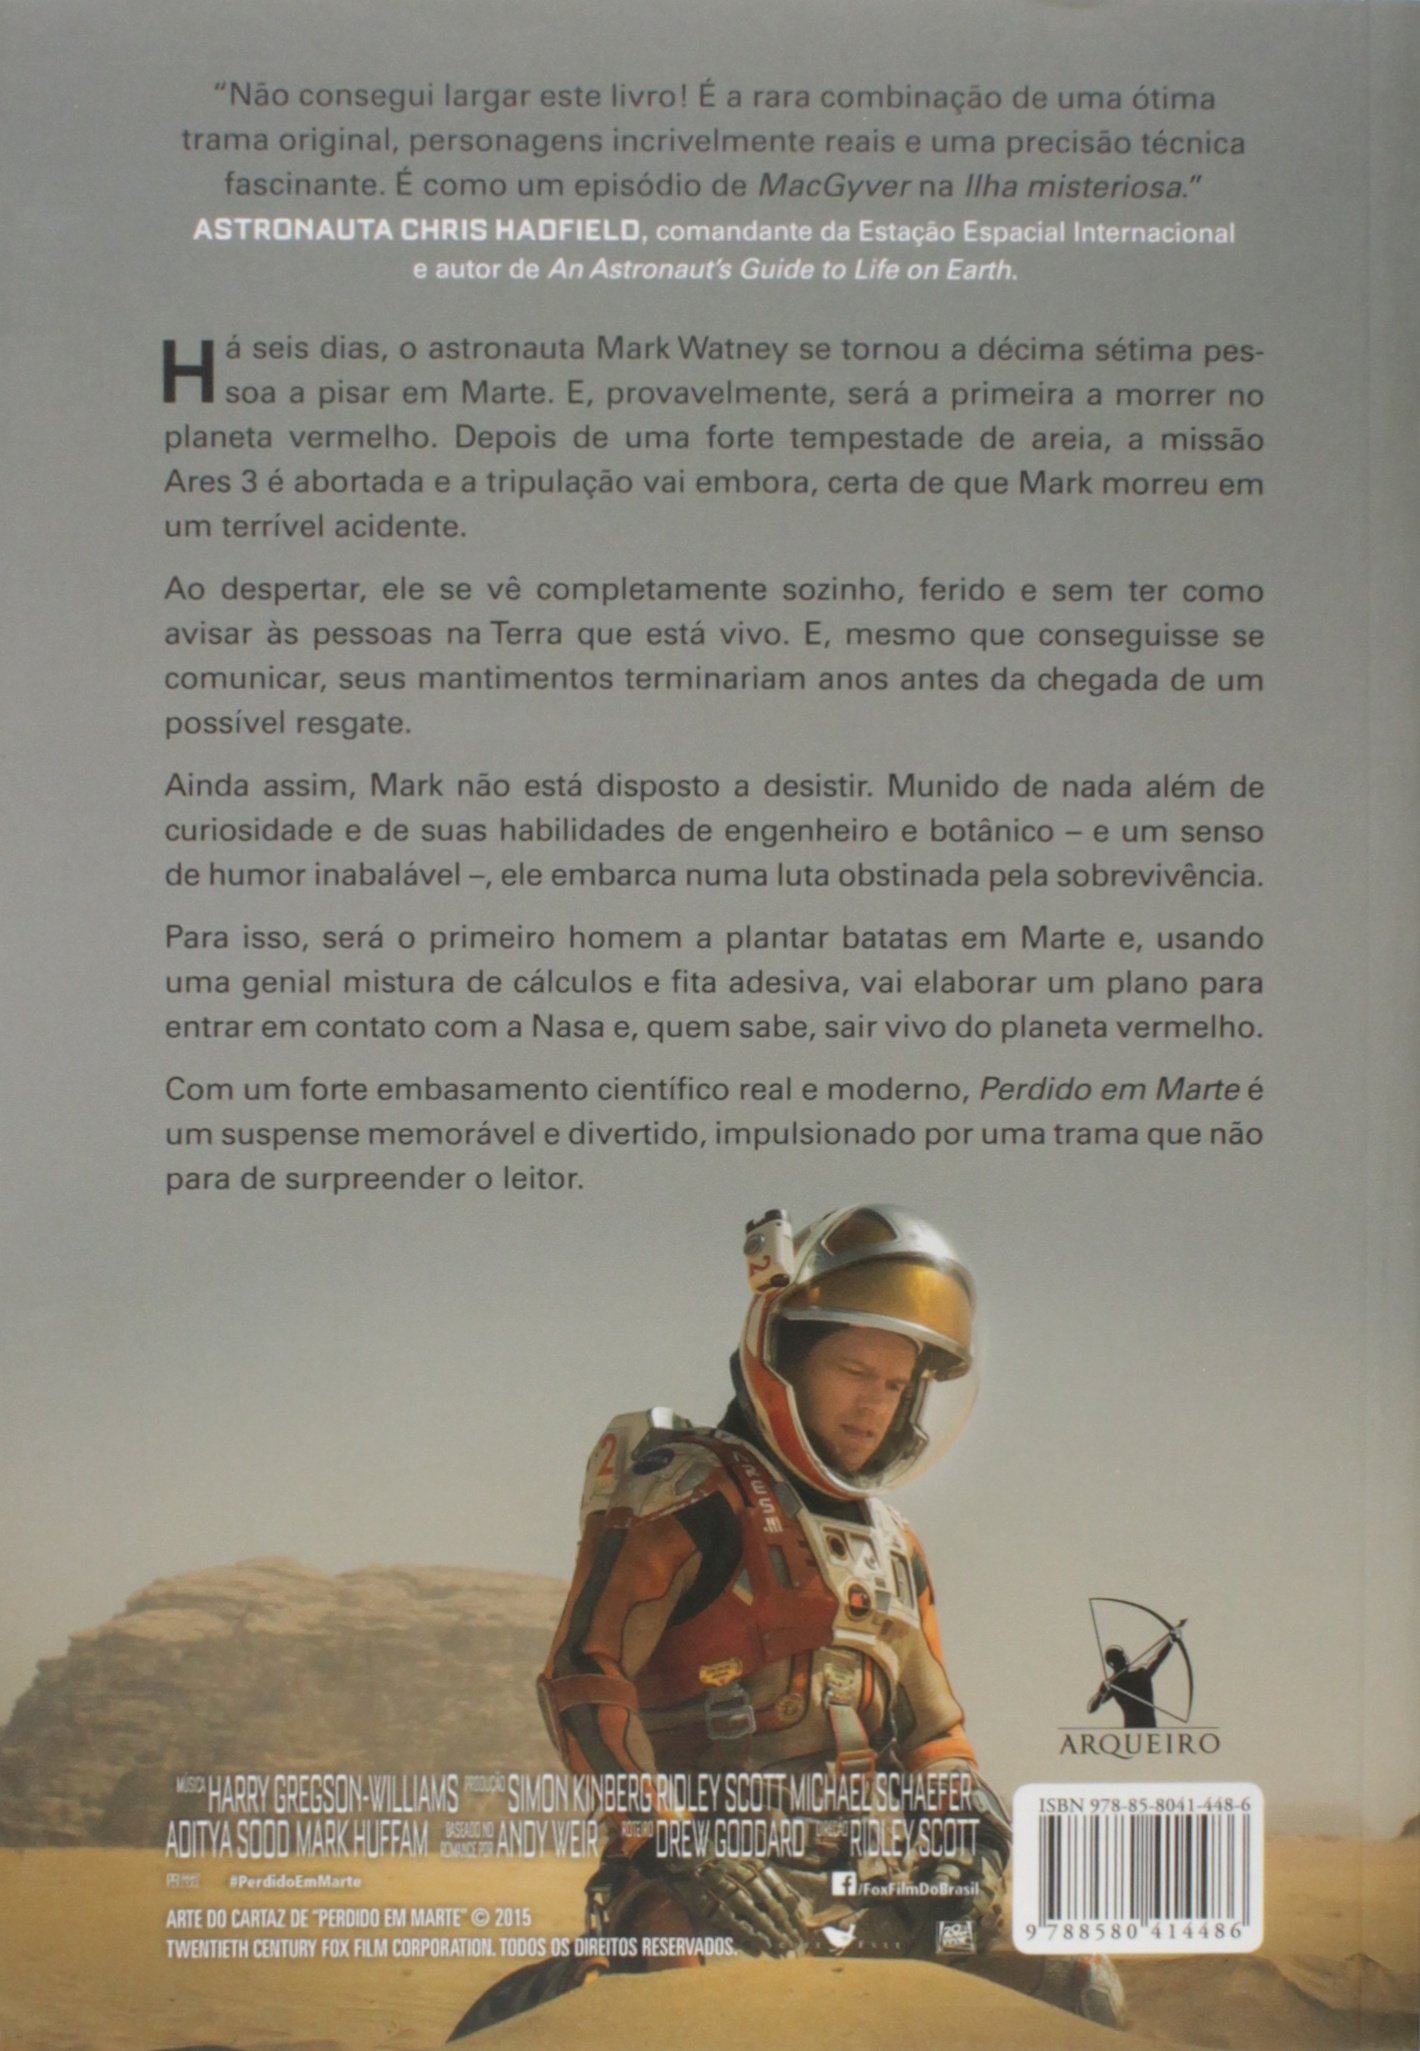 “Não consegui largar este livro! É a rara combinação de uma ótima
trama original, personagens incrivelmente reais e uma precisão técnica
fascinante. É como um episódio de MacGyver na Ilha misteriosa.”
ASTRONAUTA CHRIS HADFIELD, comandante da Estação Espacial Internacional
e autor de An Astronaut’s Guide to Life on Earth.
Há seis dias, o astronauta Mark Watney se tornou a décima sétima pes-
soa a pisar em Marte. E, provavelmente, será a primeira a morrer no
planeta vermelho. Depois de uma forte tempestade de areia, a missão
Ares 3 é abortada e a tripulação vai embora, certa de que Mark morreu em
um terrível acidente.
Ao despertar, ele se vê completamente sozinho, ferido e sem ter como
avisar às pessoas na Terra que está vivo. E, mesmo que conseguisse se
comunicar, seus mantimentos terminariam anos antes da chegada de um
possível resgate.
Ainda assim, Mark não está disposto a desistir. Munido de nada além de
curiosidade e de suas habilidades de engenheiro e botânico – e um senso
de humor inabalável –, ele embarca numa luta obstinada pela sobrevivência.
Para isso, será o primeiro homem a plantar batatas em Marte e, usando
uma genial mistura de cálculos e fita adesiva, vai elaborar um plano para
entrar em contato com a Nasa e, quem sabe, sair vivo do planeta vermelho.
Com um forte embasamento científico real e moderno, Perdido em Marte é
um suspense memorável e divertido, impulsionado por uma trama que não
para de surpreender o leitor.
2
2
NASA
ARES III
ARQUEIRO
MÚSICA HARRY GREGSON-WILLIAMS PRODUÇÃO SIMON KINBERG RIDLEY SCOTT MICHAEL SCHAEFER
ADITYA SOOD MARK HUFFAM BASEADO NO ROMANCE POR ANDY WEIR ROTEIRO DREW GODDARD DIREÇÃO RIDLEY SCOTT
#PerdidoEmMarte
f/FoxFilmDoBrasil
ARTE DO CARTAZ DE “PERDIDO EM MARTE” © 2015
TWENTIETH CENTURY FOX FILM CORPORATION. TODOS OS DIREITOS RESERVADOS.
ISBN 978-85-8041-448-6
9 788580 414486